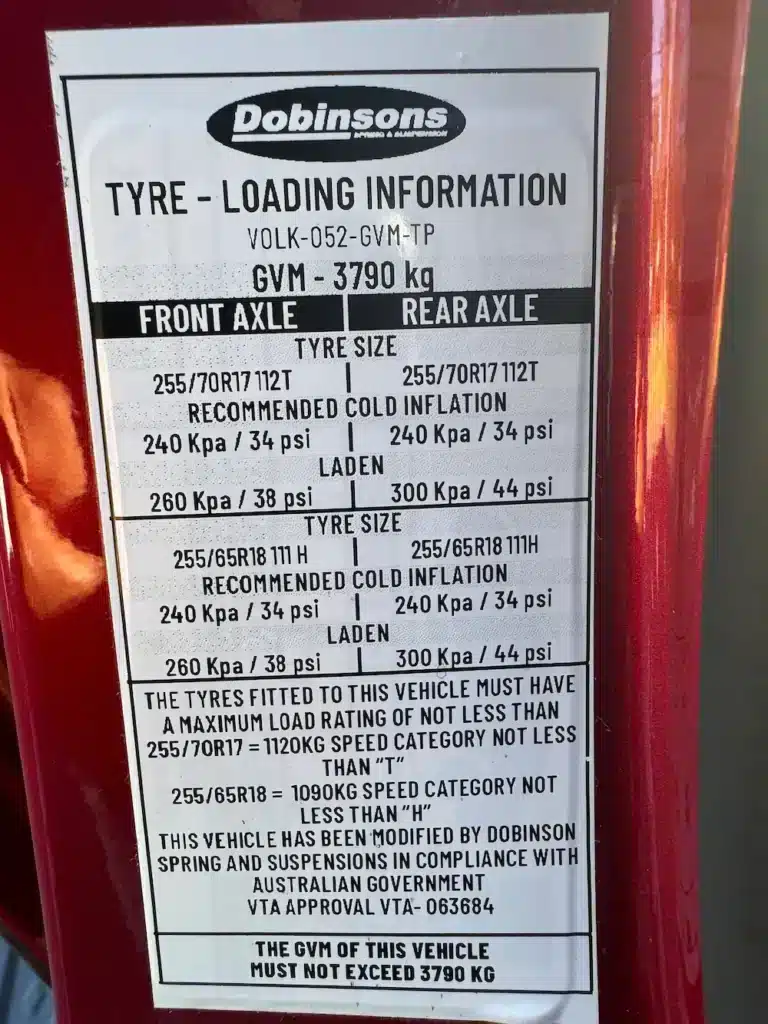 Dobinsons
SPRING & SUSPENSION
TYRE - LOADING INFORMATION
VOLK-052-GVM-TP
GVM - 3790 kg
FRONT AXLE REAR AXLE
TYRE SIZE
255/70R17 112T | 255/70R17 112T
RECOMMENDED COLD INFLATION
240 Kpa / 34 psi | 240 Kpa / 34 psi
LADEN
260 Kpa / 38 psi | 300 Kpa / 44 psi
TYRE SIZE
255/65R18 111 H | 255/65R18 111H
RECOMMENDED COLD INFLATION
240 Kpa / 34 psi | 240 Kpa / 34 psi
LADEN
260 Kpa / 38 psi | 300 Kpa / 44 psi
THE TYRES FITTED TO THIS VEHICLE MUST HAVE
A MAXIMUM LOAD RATING OF NOT LESS THAN
255/70R17 = 1120KG SPEED CATEGORY NOT LESS
THAN "T"
255/65R18 = 1090KG SPEED CATEGORY NOT
LESS THAN "H"
THIS VEHICLE HAS BEEN MODIFIED BY DOBINSON
SPRING AND SUSPENSIONS IN COMPLIANCE WITH
AUSTRALIAN GOVERNMENT
VTA APPROVAL VTA- 063684
THE GVM OF THIS VEHICLE
MUST NOT EXCEED 3790 KG